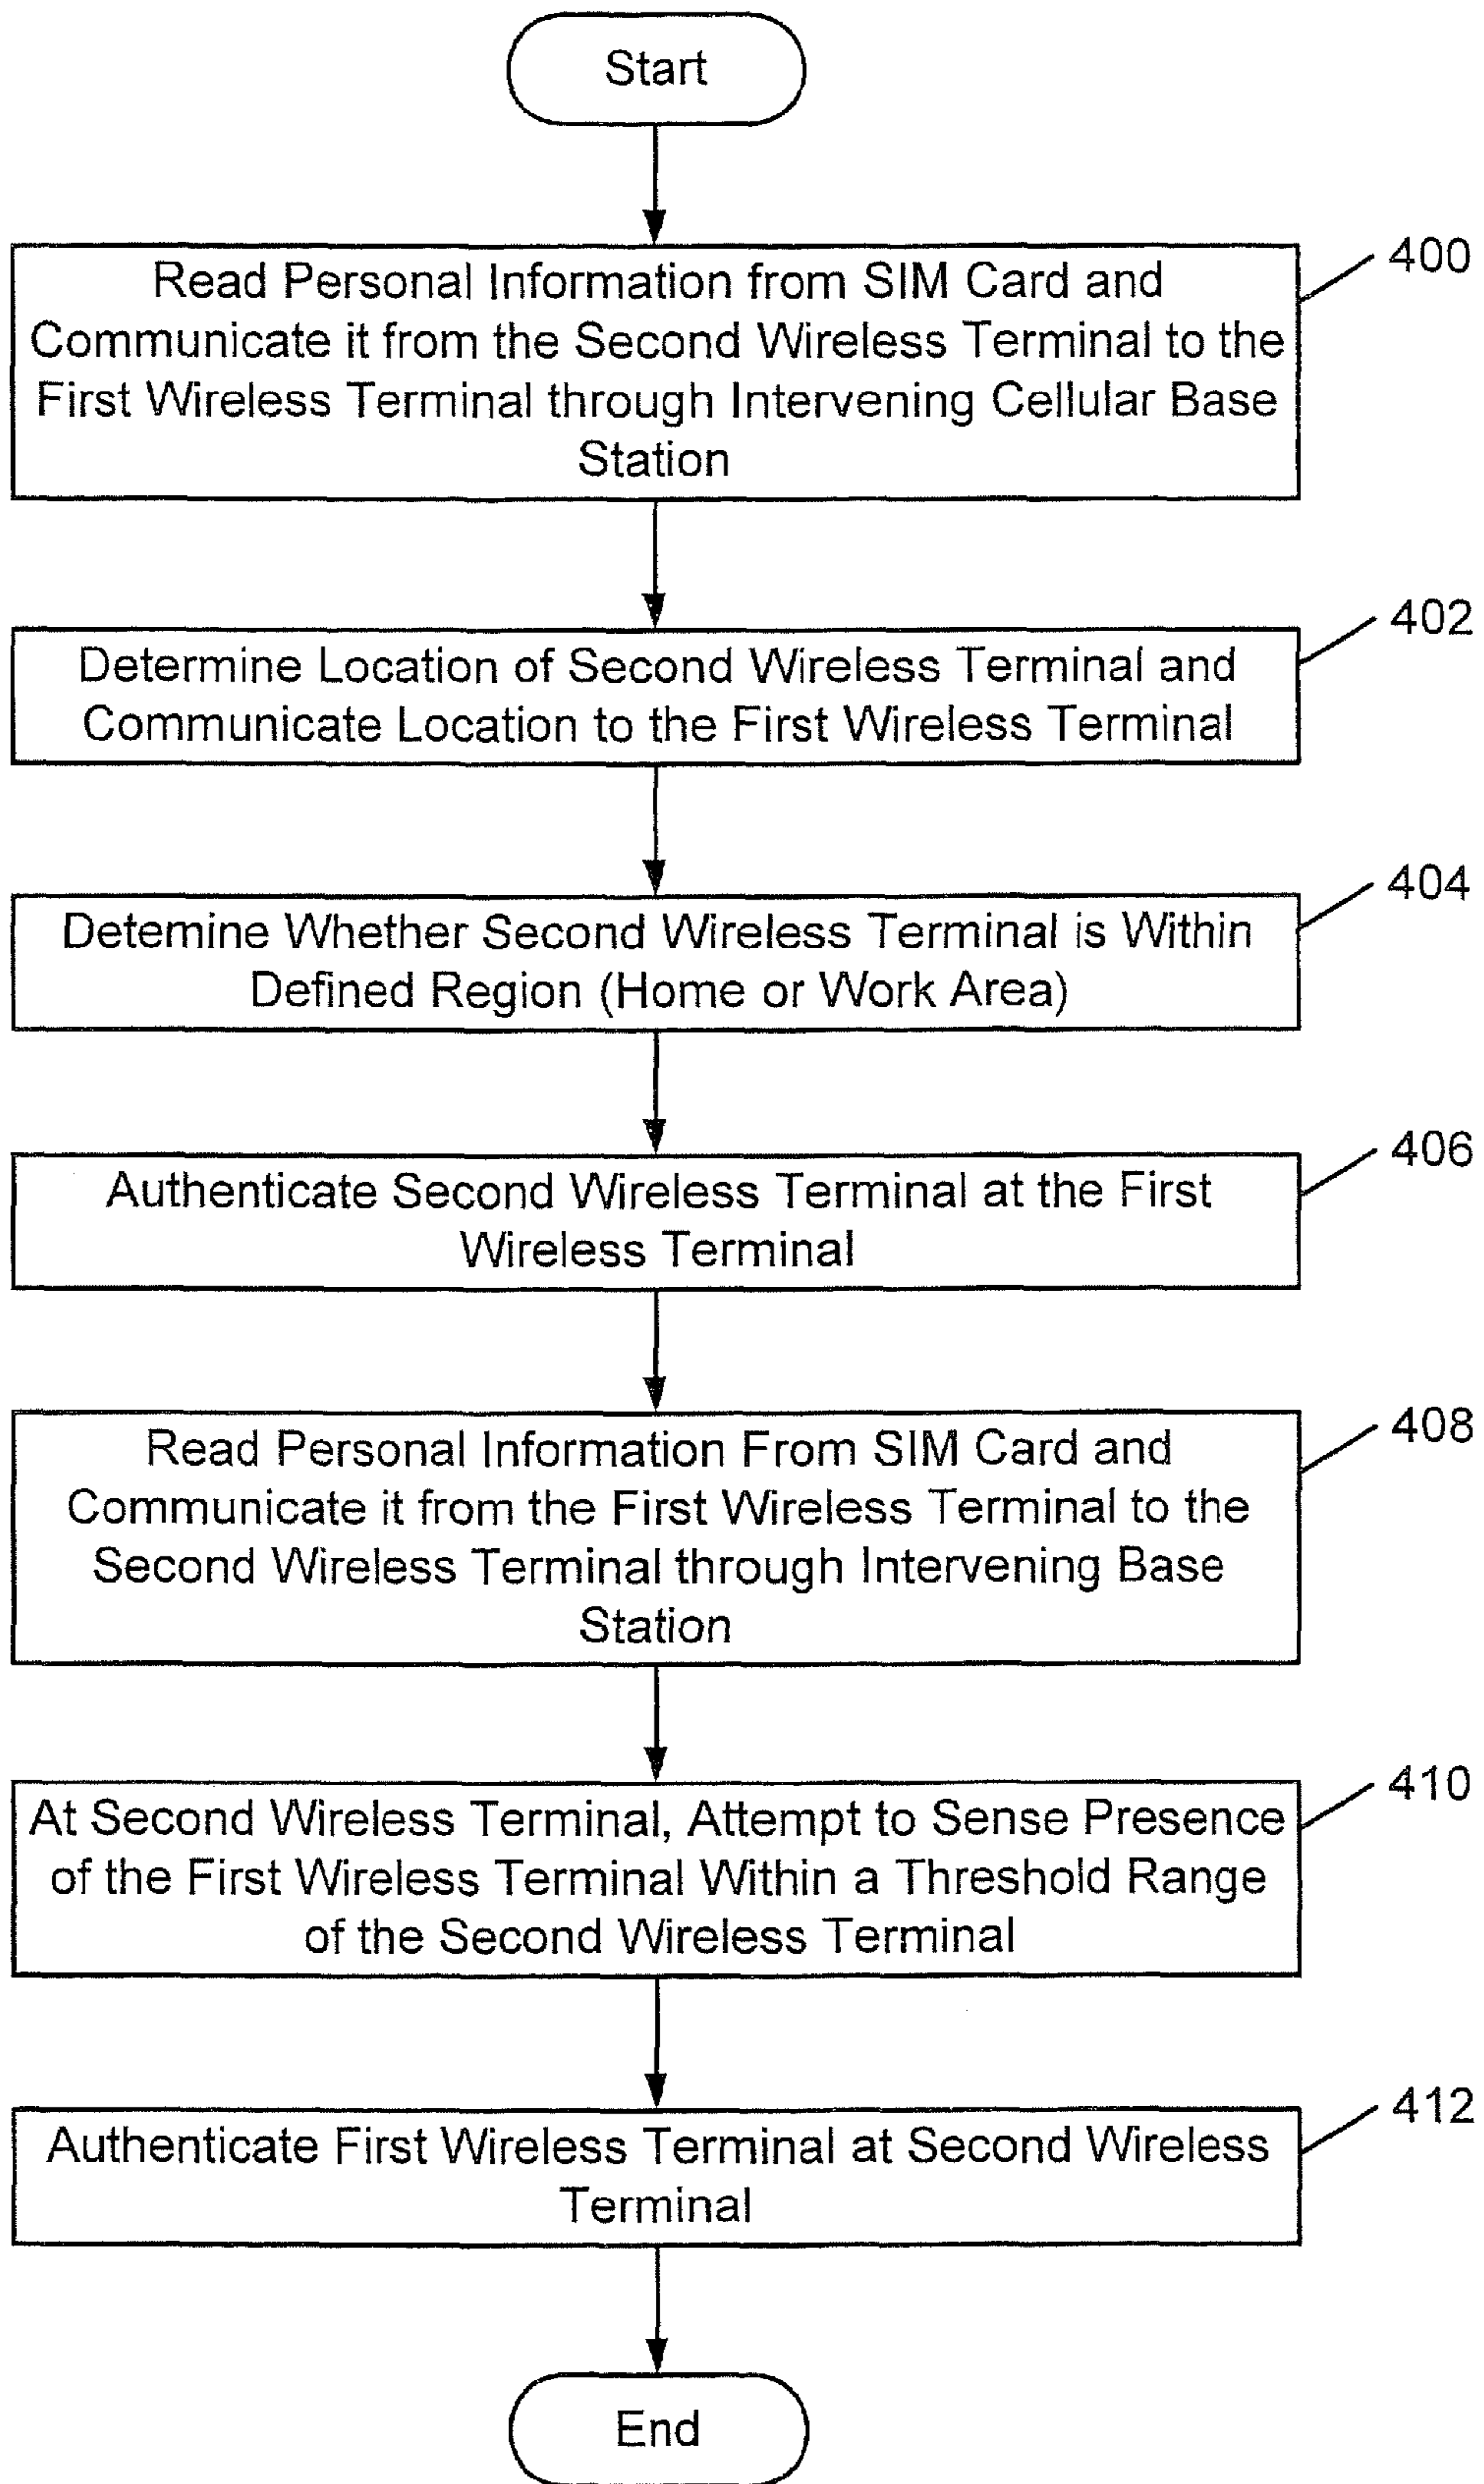 Start
400
Read Personal Information from SIM Card and
Communicate it from the Second Wireless Terminal to the
First Wireless Terminal through Intervening Cellular Base
Station
402
Determine Location of Second Wireless Terminal and
Communicate Location to the First Wireless Terminal
404
Detemine Whether Second Wireless Terminal is Within
Defined Region (Home or Work Area)
406
Authenticate Second Wireless Terminal at the First
Wireless Terminal
408
Read Personal Information From SIM Card and
Communicate it from the First Wireless Terminal to the
Second Wireless Terminal through Intervening Base
Station
410
At Second Wireless Terminal, Attempt to Sense Presence
of the First Wireless Terminal Within a Threshold Range
of the Second Wireless Terminal
412
Authenticate First Wireless Terminal at Second Wireless
Terminal
End